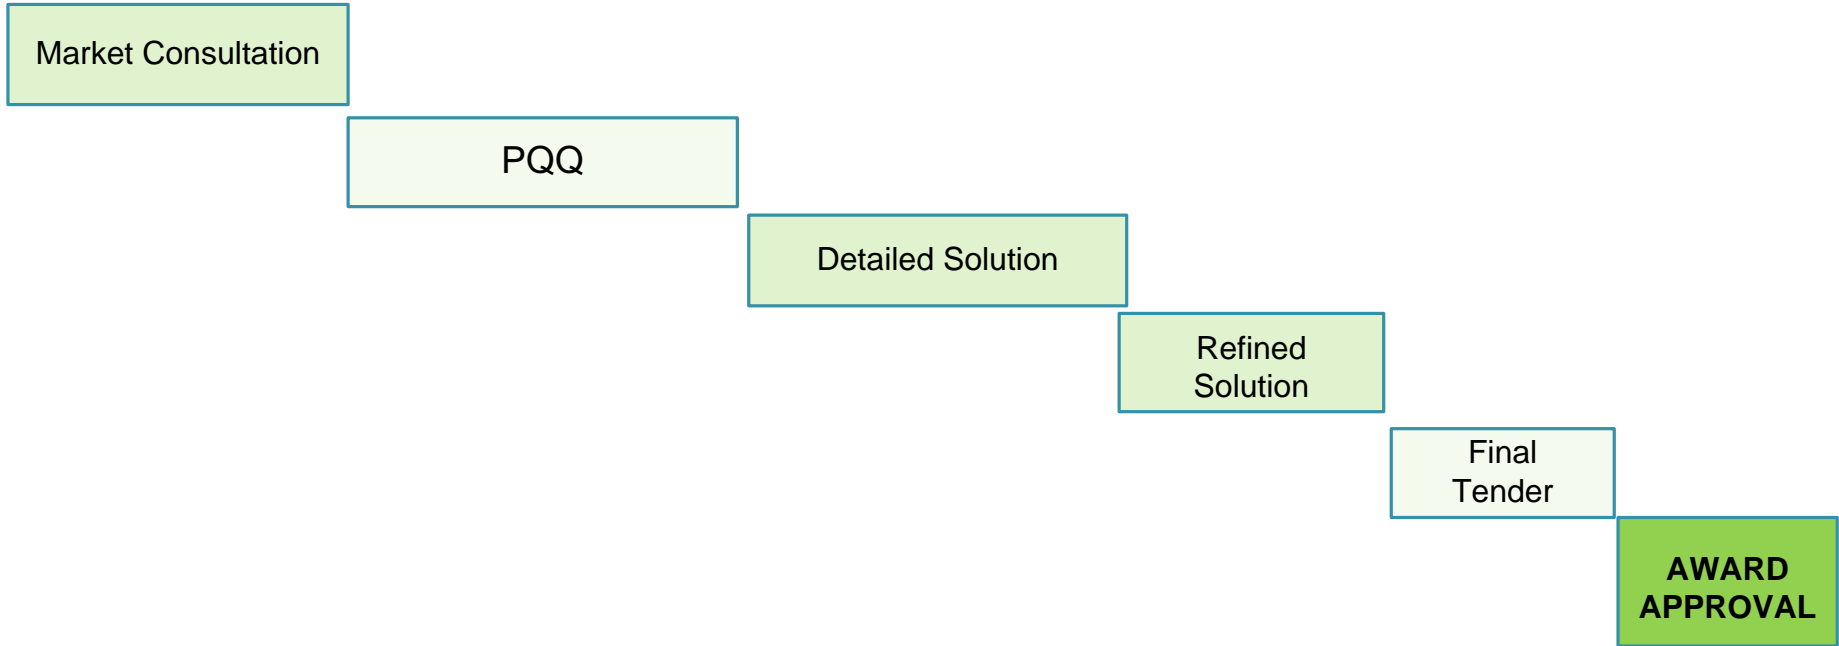 Market Consultation
PQQ
Detailed Solution
Refined
Solution
Final
Tender
AWARD
APPROVAL